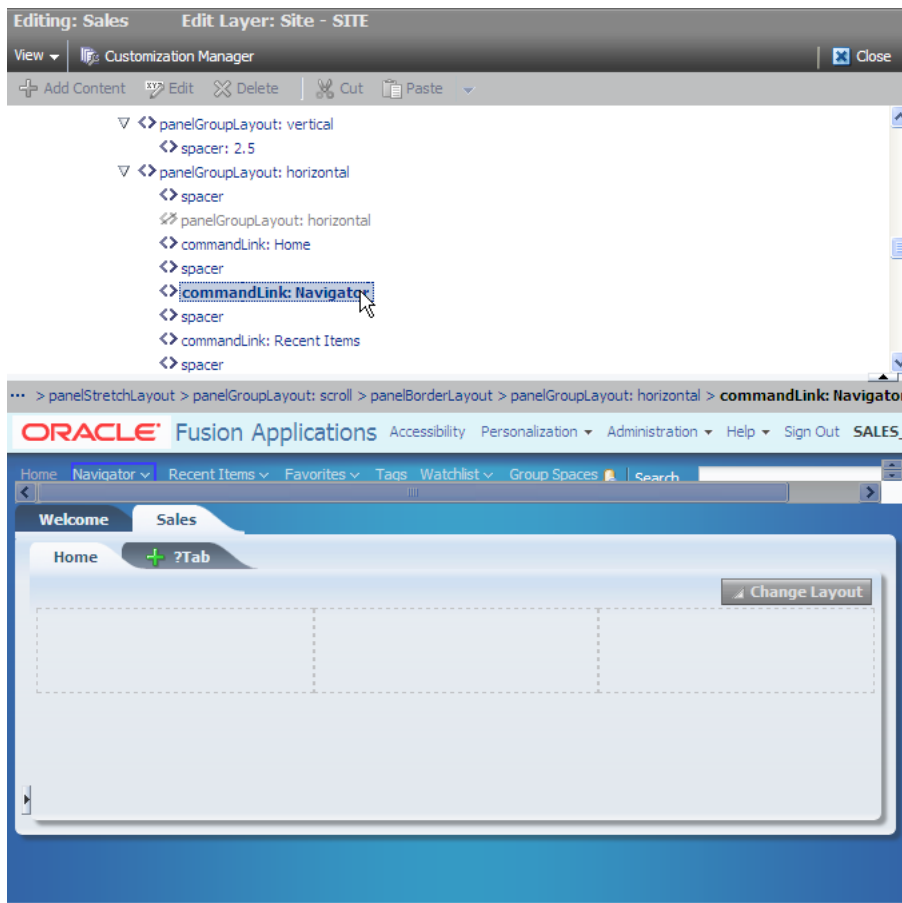 Editing: Sales Edit Layer: Site - SITE
View Customization Manager Close
Add Content Edit Delete Cut Paste
panelGroupLayout: vertical
spacer: 2.5
panelGroupLayout: horizontal
spacer
panelGroupLayout: horizontal
commandLink: Home
spacer
commandLink: Navigator
spacer
commandLink: Recent Items
spacer
... > panelStretchLayout > panelGroupLayout: scroll > panelBorderLayout > panelGroupLayout: horizontal > commandLink: Navigato
ORACLE Fusion Applications Accessibility Personalization Administration Help Sign Out SALES_
Home Navigator Recent Items Favorites Tags Watchlist Group Spaces Search
Welcome Sales
Home ?Tab
Change Layout